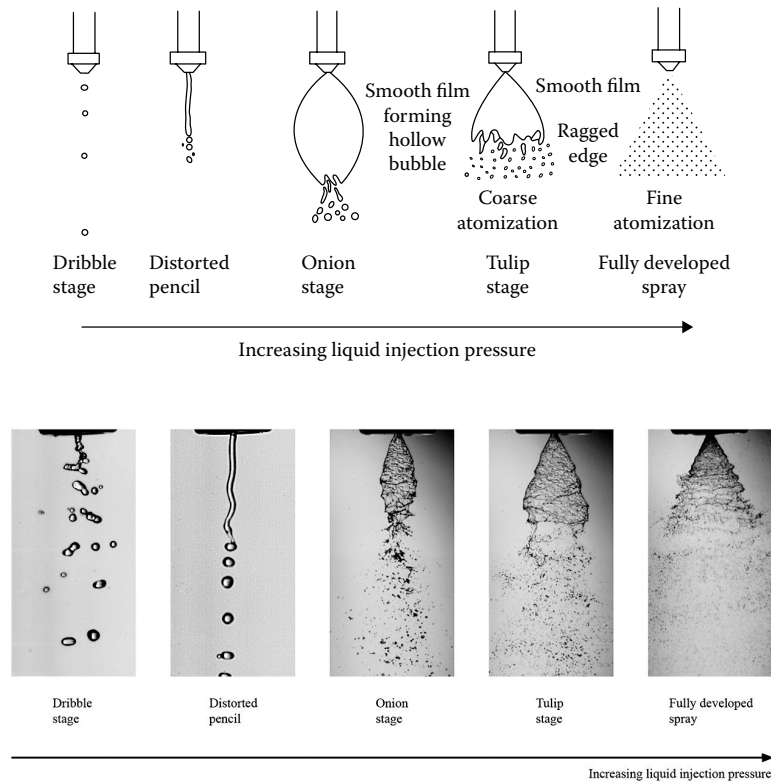 Smooth film
forming
hollow
bubble
Smooth film
Ragged
edge
Coarse
atomization
Fine
atomization
Dribble
stage
Distorted
pencil
Onion
stage
Tulip
stage
Fully developed
spray
Increasing liquid injection pressure
Dribble
stage
Distorted
pencil
Onion
stage
Tulip
stage
Fully developed
spray
Increasing liquid injection pressure